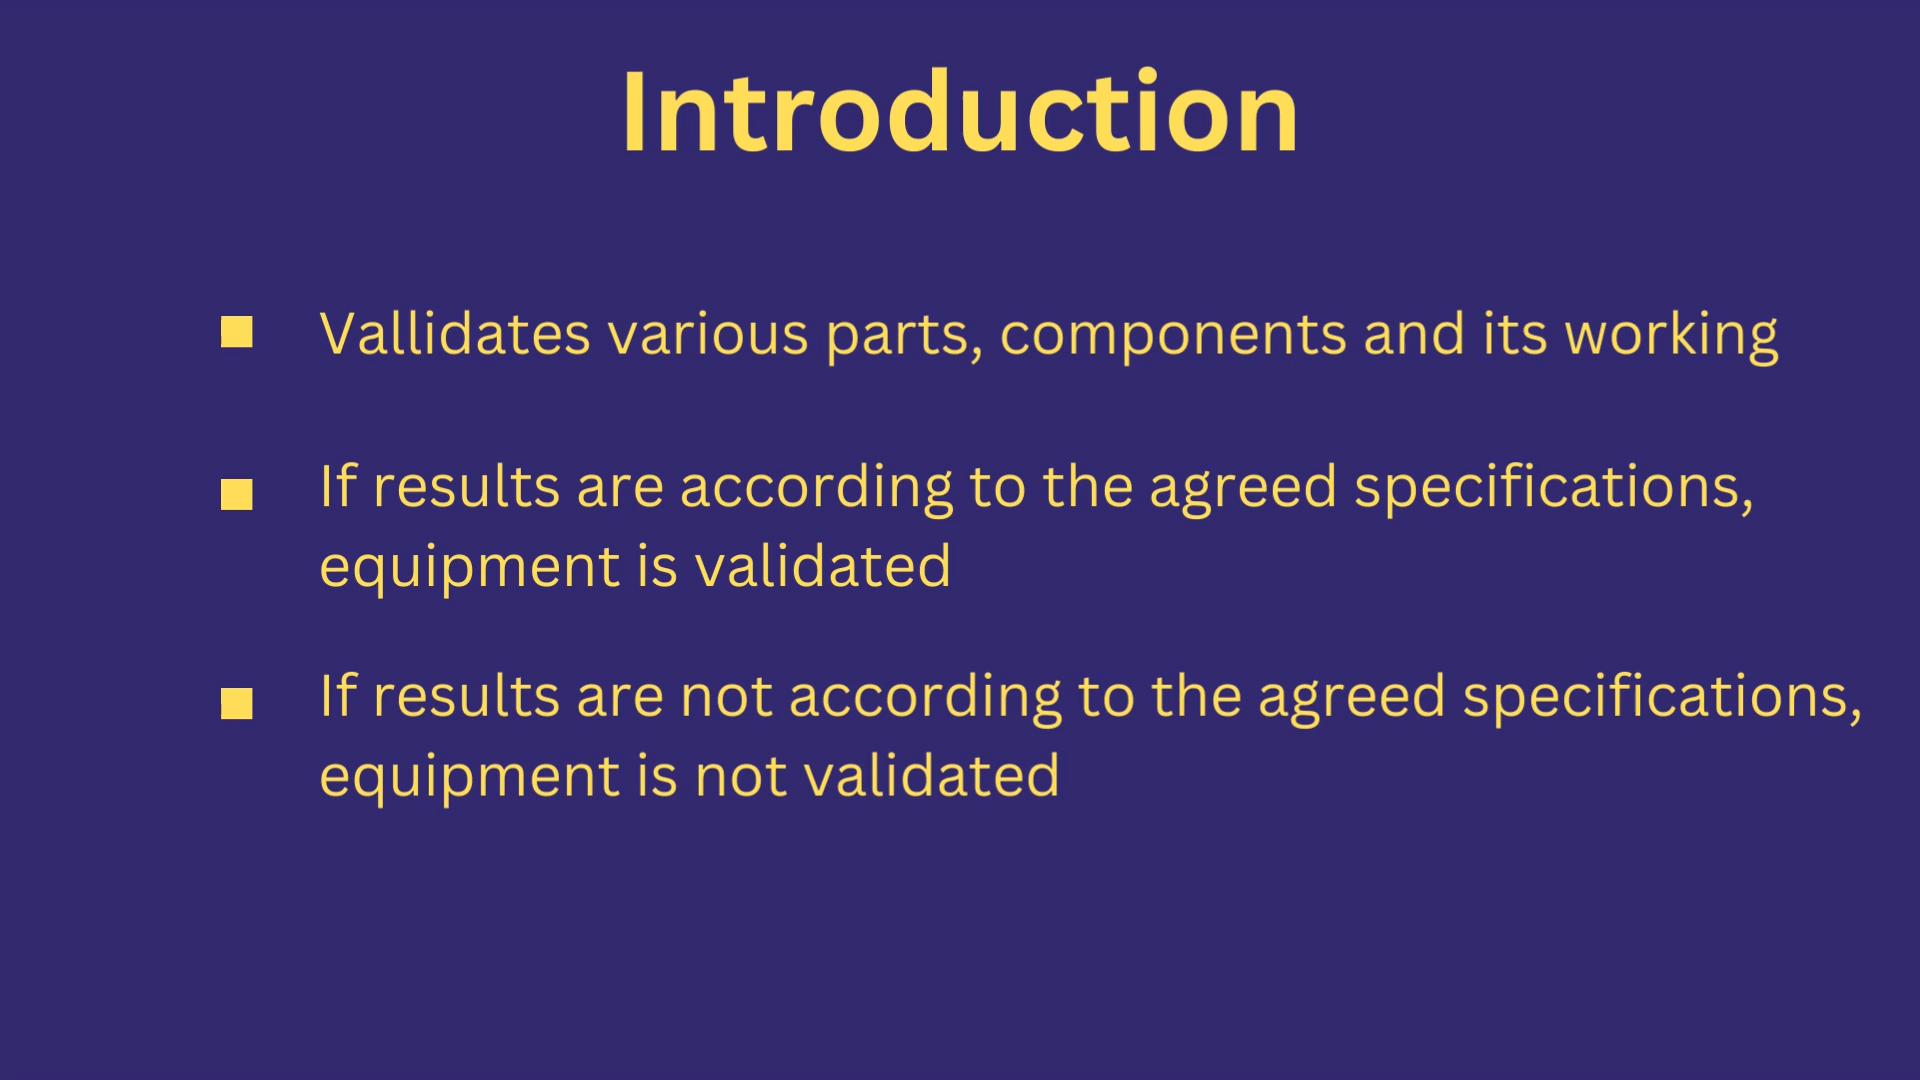 Introduction
Vallidates various parts, components and its working
If results are according to the agreed specifications,
equipment is validated
If results are not according to the agreed specifications,
equipment is not validated